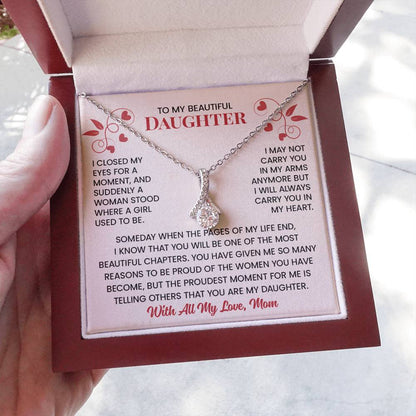 TO MY BEAUTIFUL
DAUGHTER
I CLOSED MY
EYES FOR A
MOMENT, AND
SUDDENLY A
WOMAN STOOD
WHERE A GIRL
USED TO BE.
I MAY NOT
CARRY YOU
IN MY ARMS
ANYMORE BUT
I WILL ALWAYS
CARRY YOU IN
MY HEART.
SOMEDAY WHEN THE PAGES OF MY LIFE END,
I KNOW THAT YOU WILL BE ONE OF THE MOST
BEAUTIFUL CHAPTERS. YOU HAVE GIVEN ME SO MANY
REASONS TO BE PROUD OF THE WOMEN YOU HAVE
BECOME, BUT THE PROUDEST MOMENT FOR ME IS
TELLING OTHERS THAT YOU ARE MY DAUGHTER.
With All My Love, Mom